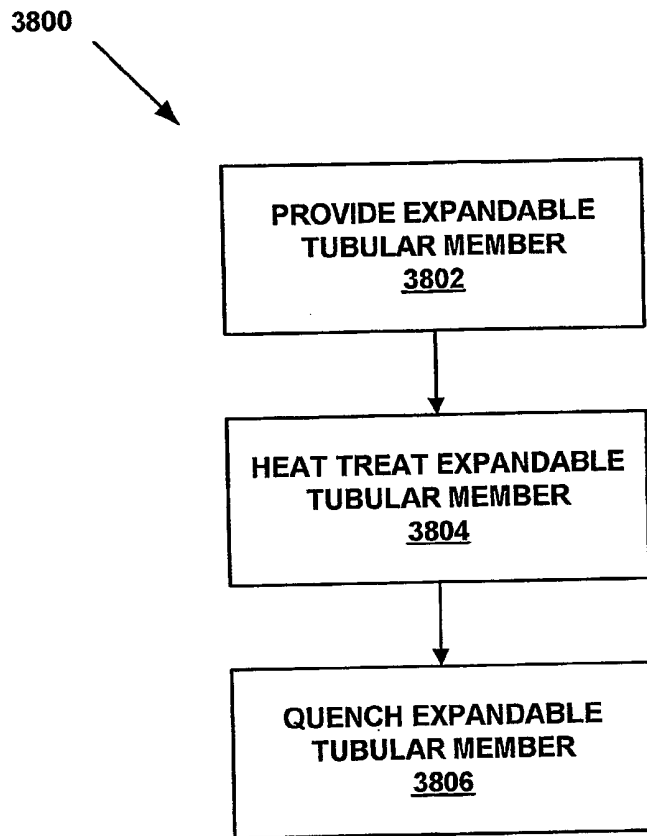 3800
PROVIDE EXPANDABLE
TUBULAR MEMBER
3802
HEAT TREAT EXPANDABLE
TUBULAR MEMBER
3804
QUENCH EXPANDABLE
TUBULAR MEMBER
3806